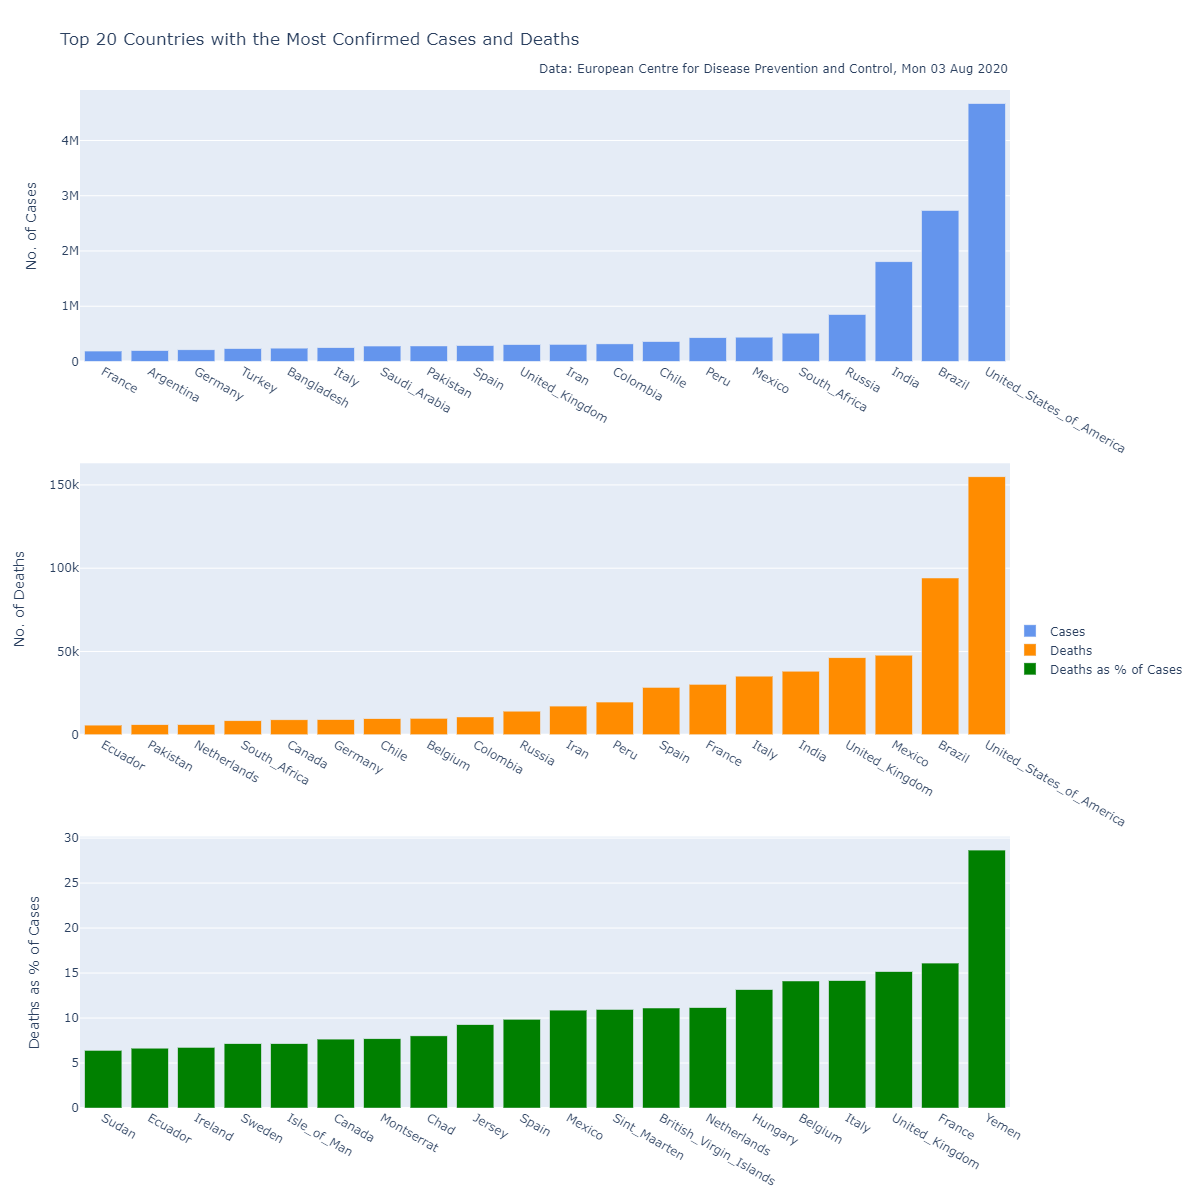 Top 20 Countries with the Most Confirmed Cases and Deaths
Data: European Centre for Disease Prevention and Control, Mon 03 Aug 2020
No. of Cases
4M
3M
2M
1M
0
France
Argentina
Germany
Turkey
Bangladesh
Italy
Saudi_Arabia
Pakistan
Spain
United_Kingdom
Iran
Colombia
Chile
Peru
Mexico
South_Africa
Russia
India
Brazil
United_States_of_America
No. of Deaths
150k
100k
50k
0
Ecuador
Pakistan
Netherlands
South_Africa
Canada
Germany
Chile
Belgium
Colombia
Russia
Iran
Peru
Spain
France
Italy
India
United_Kingdom
Mexico
Brazil
United_States_of_America
Cases
Deaths
Deaths as % of Cases
Deaths as % of Cases
30
25
20
15
10
5
0
Sudan
Ecuador
Ireland
Sweden
Isle_of_Man
Canada
Montserrat
Chad
Jersey
Spain
Mexico
Sint_Maarten
British_Virgin_Islands
Netherlands
Hungary
Belgium
Italy
United_Kingdom
France
Yemen